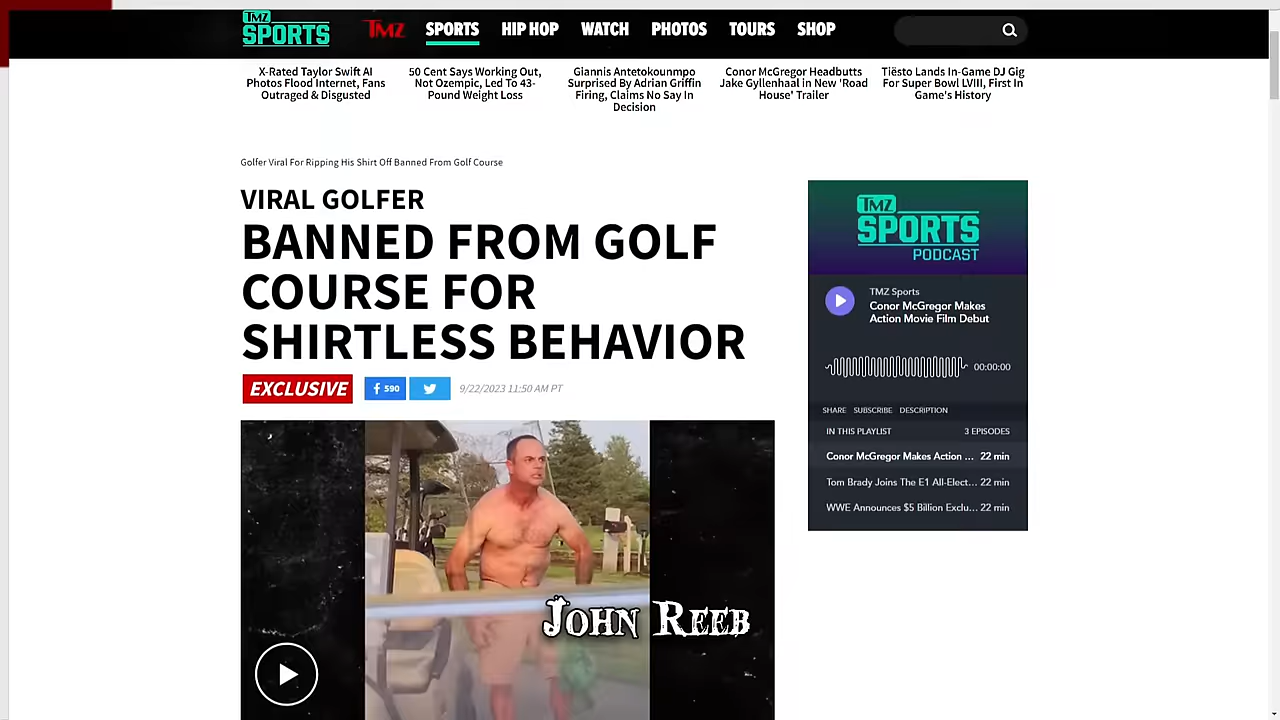 TMZ
SPORTS
TMZ
SPORTS
HIP HOP
WATCH
PHOTOS
TOURS
SHOP
X-Rated Taylor Swift AI
Photos Flood Internet, Fans
Outraged & Disgusted
50 Cent Says Working Out,
Not Ozempic, Led To 43-
Pound Weight Loss
Giannis Antetokounmpo
Surprised By Adrian Griffin
Firing, Claims No Say In
Decision
Conor McGregor Headbutts
Jake Gyllenhaal in New 'Road
House' Trailer
Tiësto Lands In-Game DJ Gig
For Super Bowl LVIII, First In
Game's History
Golfer Viral For Ripping His Shirt Off Banned From Golf Course
VIRAL GOLFER
BANNED FROM GOLF
COURSE FOR
SHIRTLESS BEHAVIOR
EXCLUSIVE
f 590
9/22/2023 11:50 AM PT
JOHN REEB
TMZ
SPORTS
PODCAST
TMZ Sports
Conor McGregor Makes
Action Movie Film Debut
00:00:00
SHARE SUBSCRIBE DESCRIPTION
IN THIS PLAYLIST 3 EPISODES
Conor McGregor Makes Action ... 22 min
Tom Brady Joins The E1 All-Elect... 22 min
WWE Announces $5 Billion Exclu... 22 min